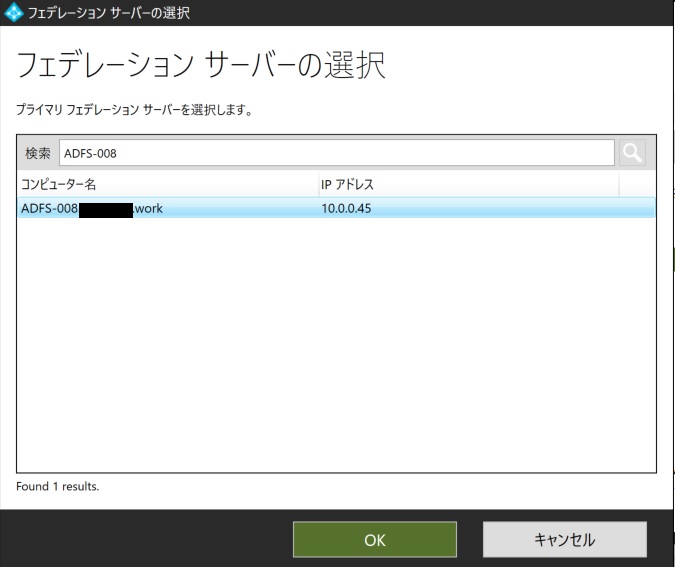 フェデレーション サーバーの選択
フェデレーション サーバーの選択
プライマリ フェデレーション サーバーを選択します。
検索 ADFS-008
コンピューター名 IP アドレス
ADFS-008 .work 10.0.0.45
Found 1 results.
OK キャンセル